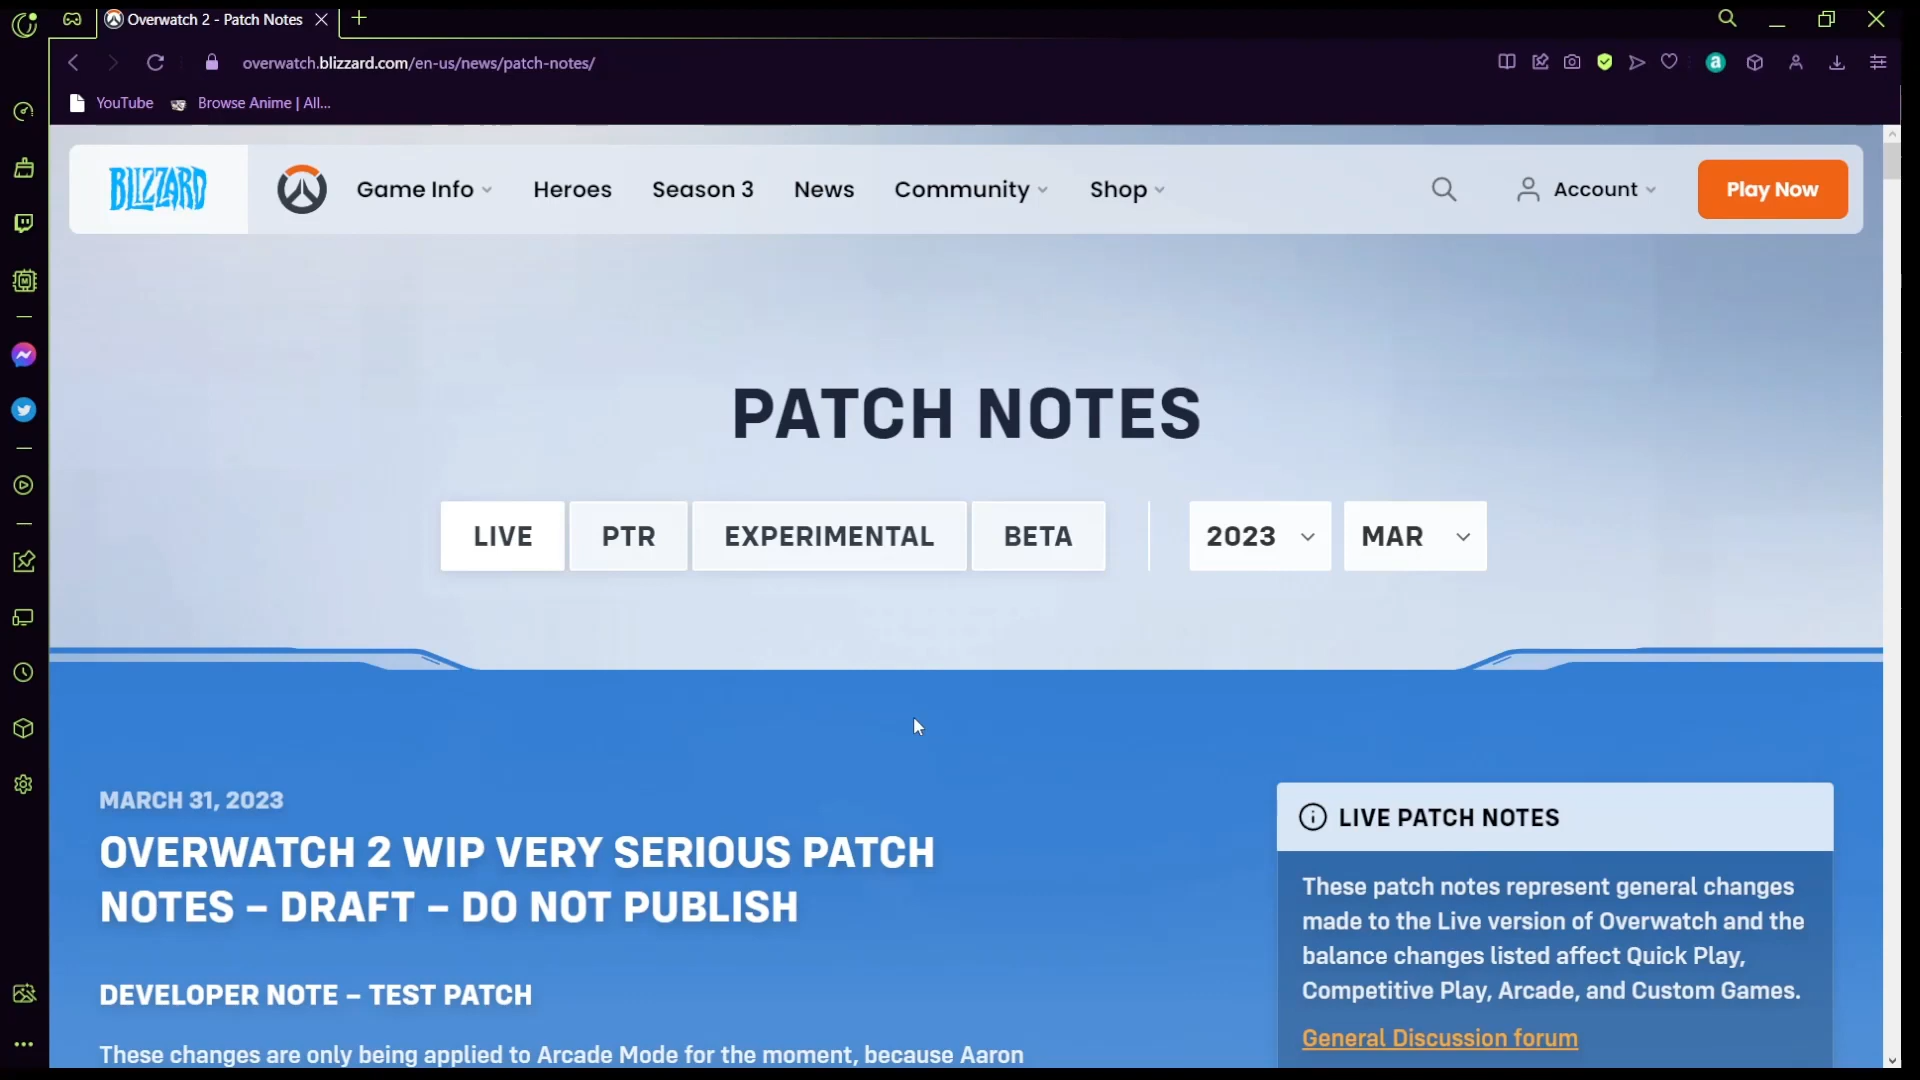 Overwatch 2 - Patch Notes
overwatch.blizzard.com/en-us/news/patch-notes/
YouTube
Browse Anime | All...
BLIZZARD
Game Info
Heroes
Season 3
News
Community
Shop
Account
Play Now
PATCH NOTES
LIVE
PTR
EXPERIMENTAL
BETA
2023
MAR
MARCH 31, 2023
OVERWATCH 2 WIP VERY SERIOUS PATCH
NOTES – DRAFT – DO NOT PUBLISH
DEVELOPER NOTE – TEST PATCH
These changes are only being applied to Arcade Mode for the moment, because Aaron
LIVE PATCH NOTES
These patch notes represent general changes
made to the Live version of Overwatch and the
balance changes listed affect Quick Play,
Competitive Play, Arcade, and Custom Games.
General Discussion forum